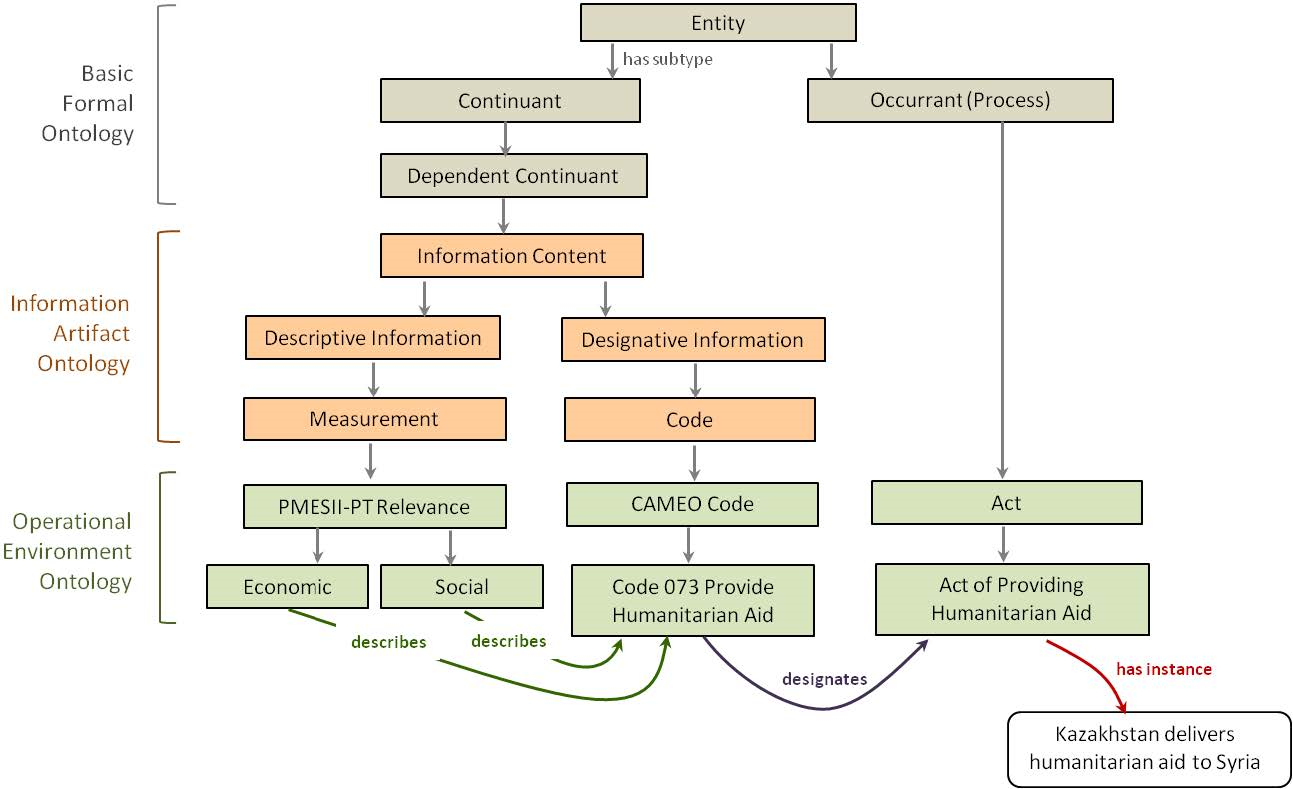 Entity
has subtype
Basic
Formal
Ontology
Continuant
Occurrant (Process)
Dependent Continuant
Information Content
Information
Artifact
Ontology
Descriptive Information
Designative Information
Measurement
Code
Operational
Environment
Ontology
PMESII-PT Relevance
CAMEO Code
Act
Economic
Social
Code 073 Provide
Humanitarian Aid
Act of Providing
Humanitarian Aid
describes
describes
designates
has instance
Kazakhstan delivers
humanitarian aid to Syria